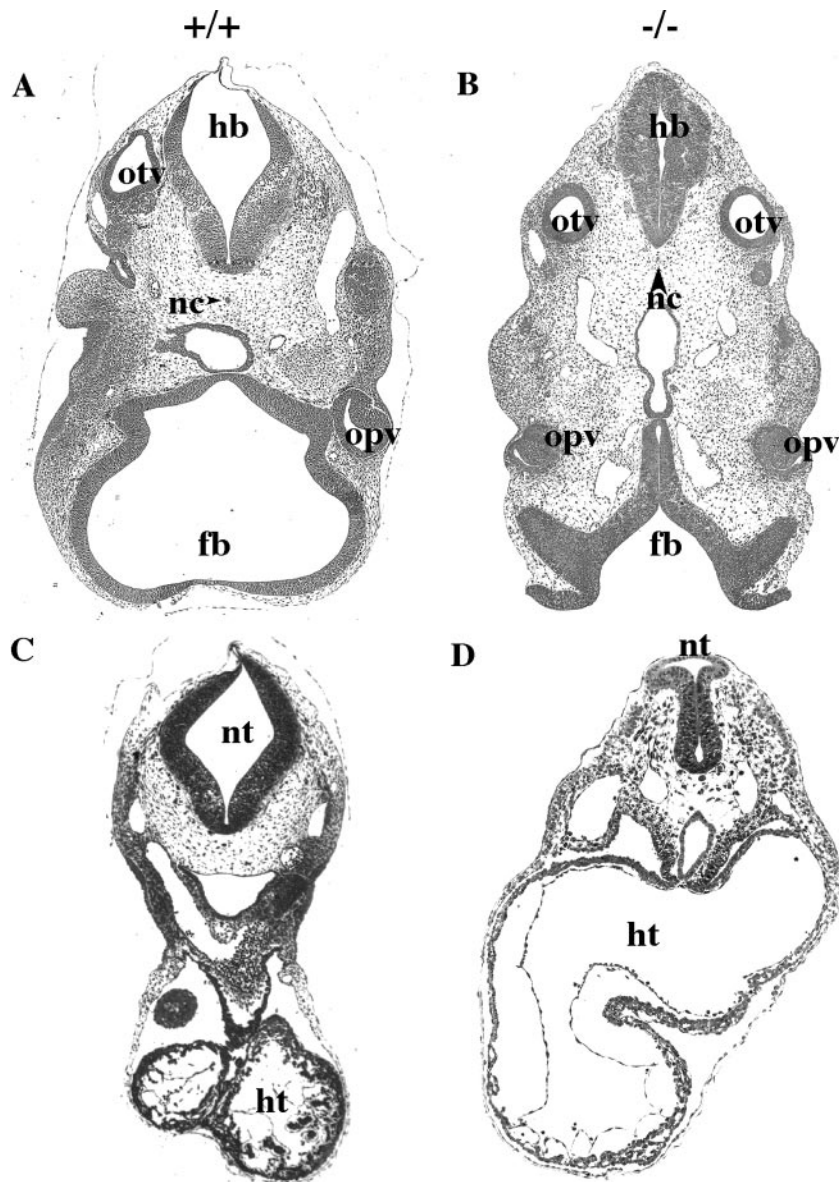 +/+ -/-
A B
hb hb
otv otv otv
nc nc
opv opv opv
fb fb
C D
nt nt
ht ht